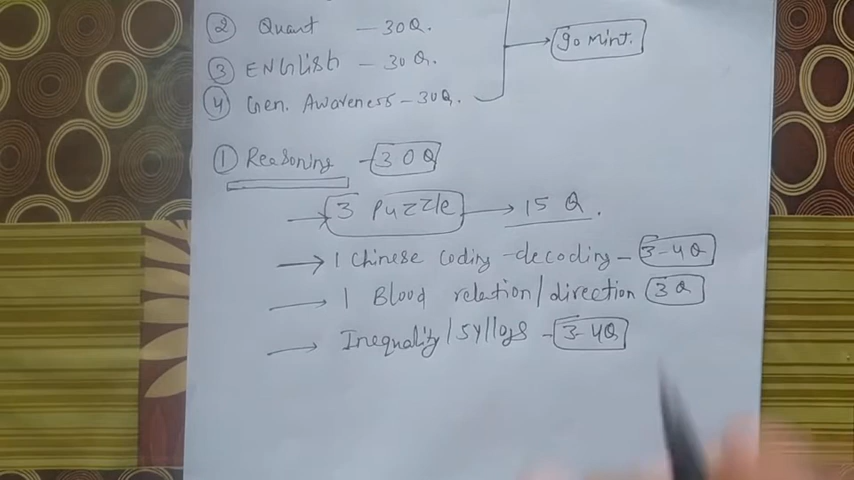 ② Quant - 30Q.
90 Mint.
③ ENGlish - 30Q.
④ Gen. Awareness - 30Q.
① Reasoning - 30Q
→ 3 Puzzle → 15 Q.
→ 1 Chinese Coding-decoding - 3-4Q
→ 1 Blood relation/direction 3Q
→ Inequality/syllogs - 3-4Q